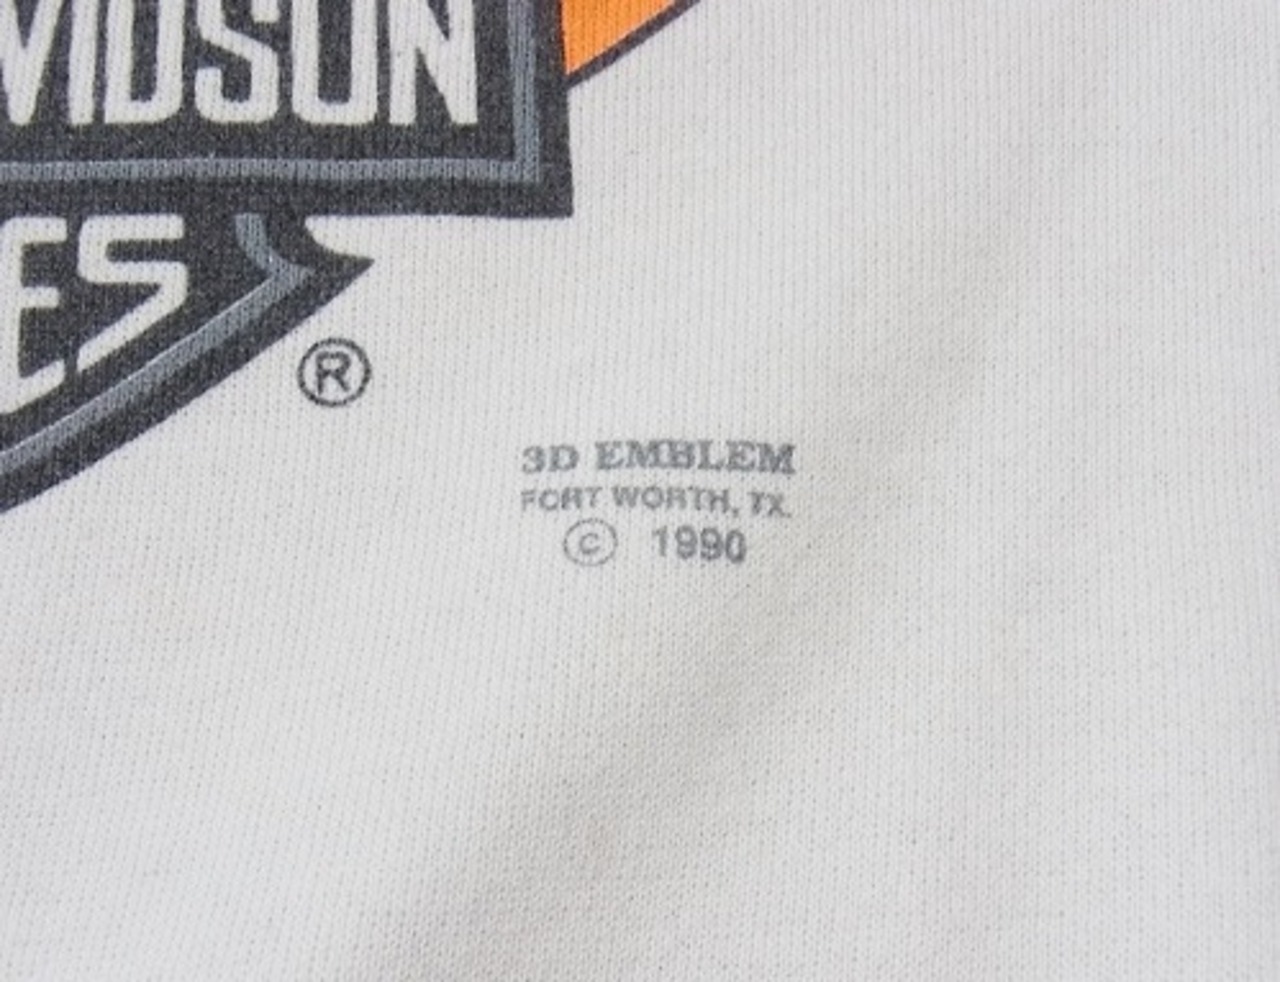 VIDSON
ES
®
3D EMBLEM
FORT WORTH, TX.
© 1990